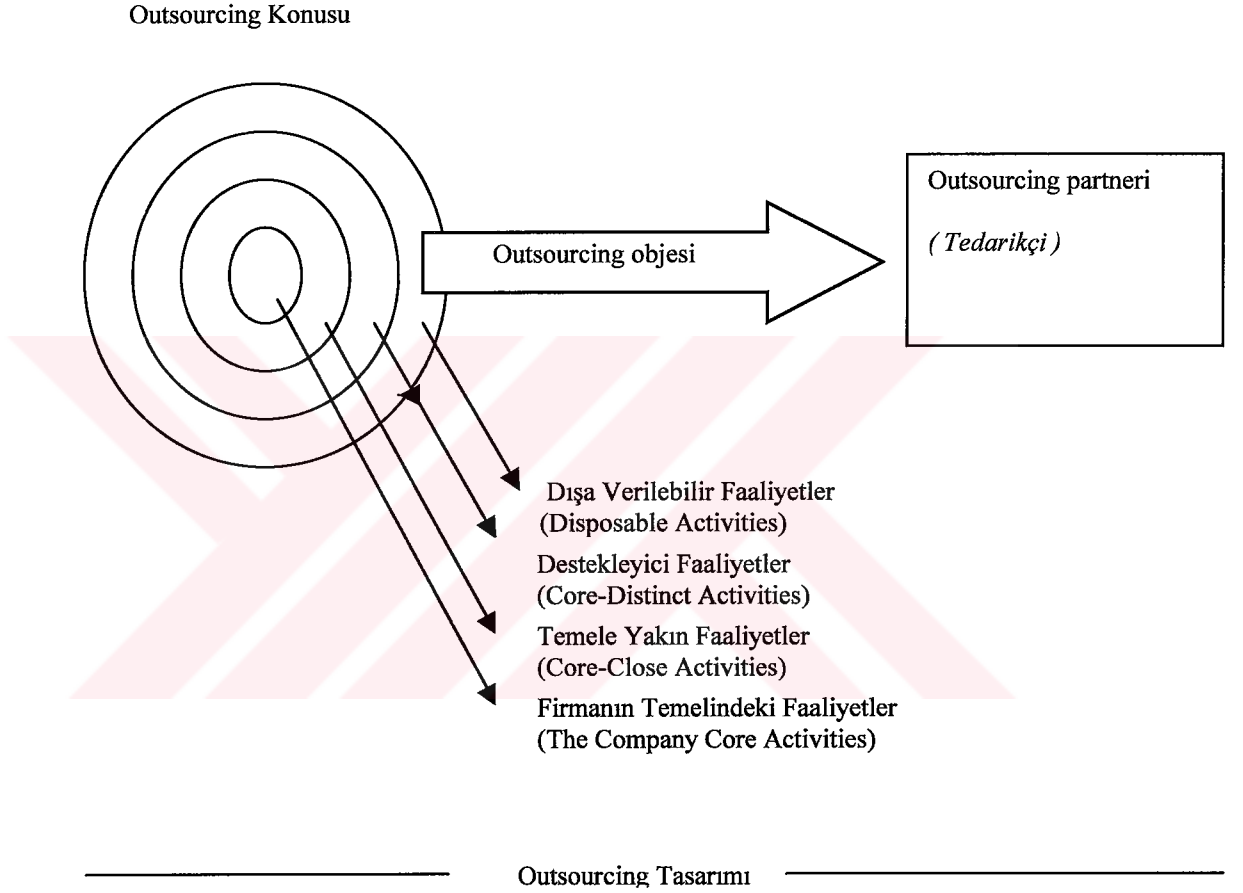 Outsourcing Konusu
Outsourcing objesi
Outsourcing partneri
( Tedarikçi )
Dışa Verilebilir Faaliyetler
(Disposable Activities)
Destekleyici Faaliyetler
(Core-Distinct Activities)
Temele Yakın Faaliyetler
(Core-Close Activities)
Firmanın Temelindeki Faaliyetler
(The Company Core Activities)
Outsourcing Tasarımı